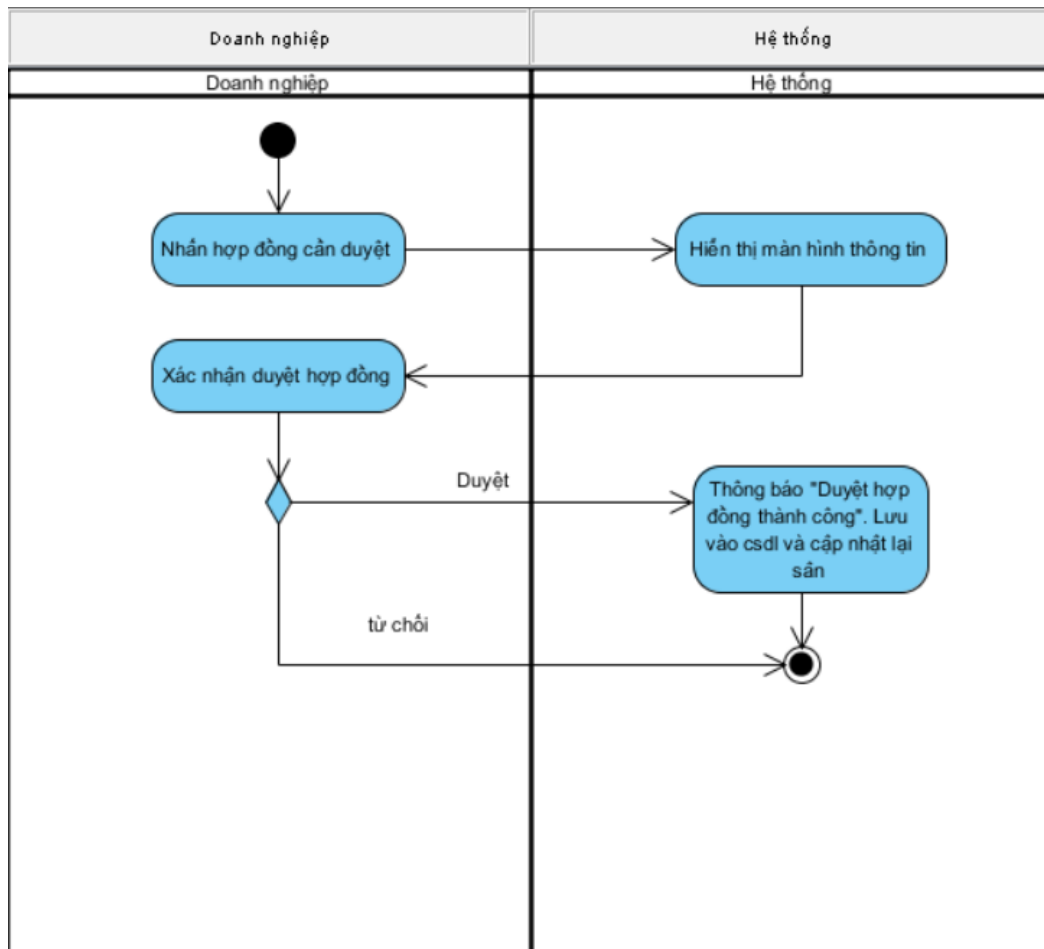 Doanh nghiệp
Hệ thống
Doanh nghiệp
Hệ thống
Nhấn hợp đồng cần duyệt
Hiển thị màn hình thông tin
Xác nhận duyệt hợp đồng
Duyệt
Thông báo "Duyệt hợp
đồng thành công". Lưu
vào csdl và cập nhật lại
sân
từ chối